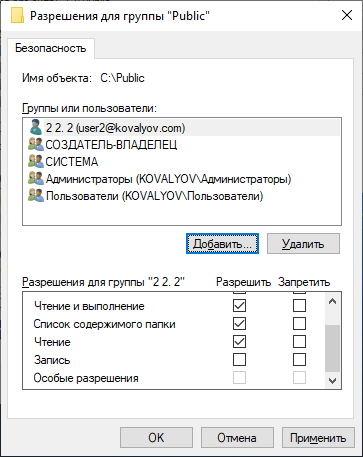 Разрешения для группы "Public"
Безопасность
Имя объекта: C:\Public
Группы или пользователи:
2 2. 2 (user2@kovalyov.com)
СОЗДАТЕЛЬ-ВЛАДЕЛЕЦ
СИСТЕМА
Администраторы (KOVALYOV\Администраторы)
Пользователи (KOVALYOV\Пользователи)
Добавить... Удалить
Разрешения для группы "2 2. 2" Разрешить Запретить
Чтение и выполнение
Список содержимого папки
Чтение
Запись
Особые разрешения
ОК Отмена Применить